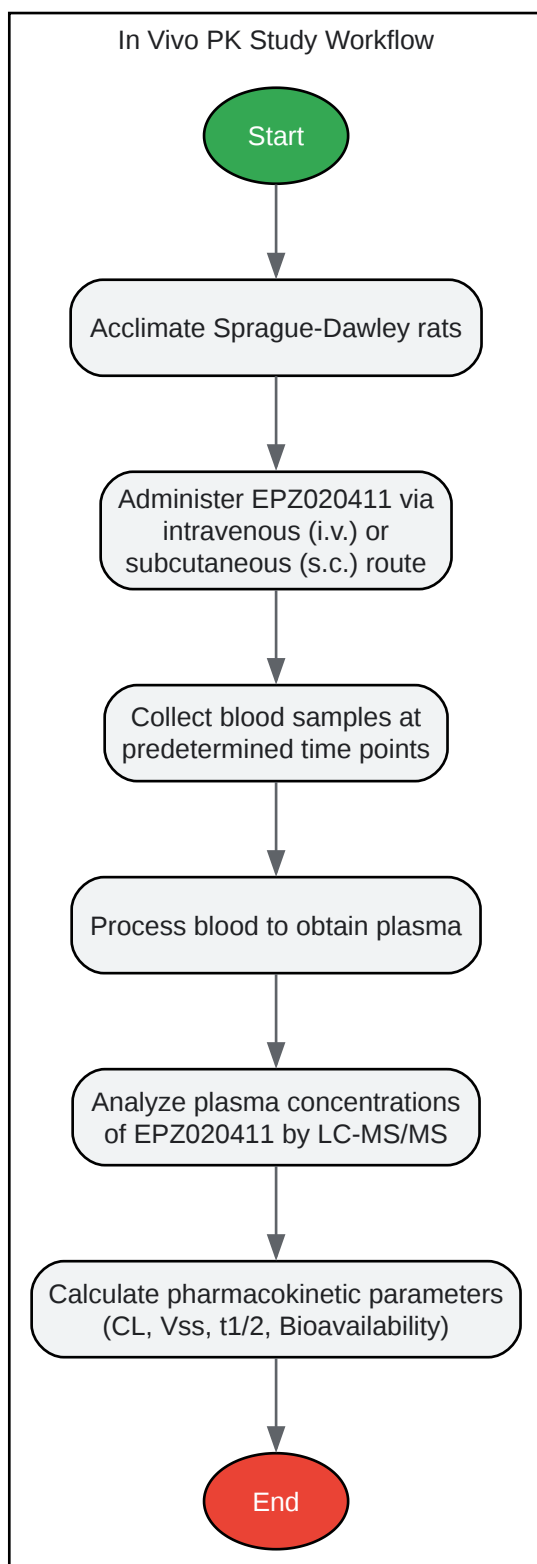 In Vivo PK Study Workflow
Start
Acclimate Sprague-Dawley rats
Administer EPZ020411 via
intravenous (i.v.) or
subcutaneous (s.c.) route
Collect blood samples at
predetermined time points
Process blood to obtain plasma
Analyze plasma concentrations
of EPZ020411 by LC-MS/MS
Calculate pharmacokinetic parameters
(CL, Vss, t1/2, Bioavailability)
End